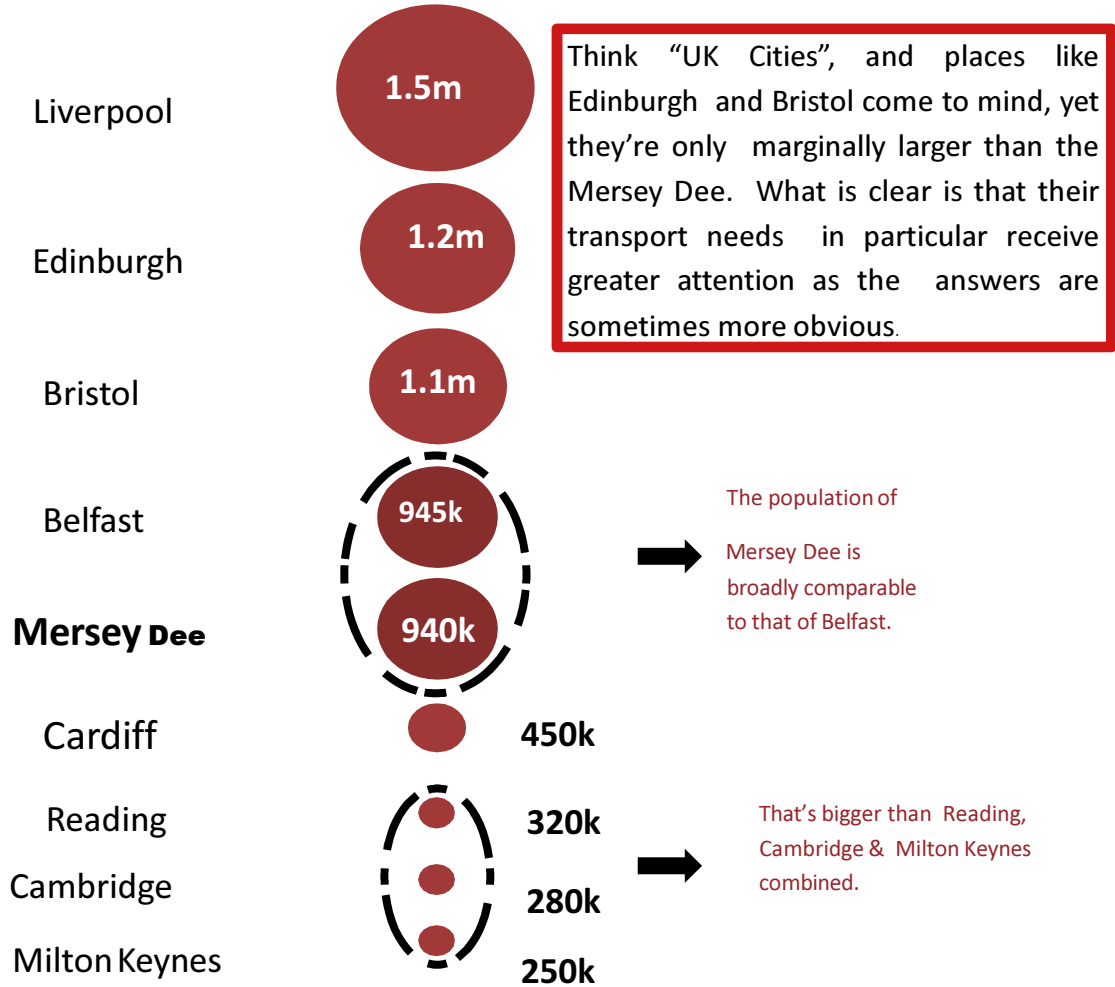 Liverpool
1.5m
Think “UK Cities”, and places like
Edinburgh and Bristol come to mind, yet
they’re only marginally larger than the
Mersey Dee. What is clear is that their
transport needs in particular receive
greater attention as the answers are
sometimes more obvious.
Edinburgh
1.2m
Bristol
1.1m
Belfast
945k
Mersey Dee
940k
The population of
Mersey Dee is
broadly comparable
to that of Belfast.
Cardiff
450k
Reading
320k
Cambridge
280k
Milton Keynes
250k
That’s bigger than Reading,
Cambridge & Milton Keynes
combined.